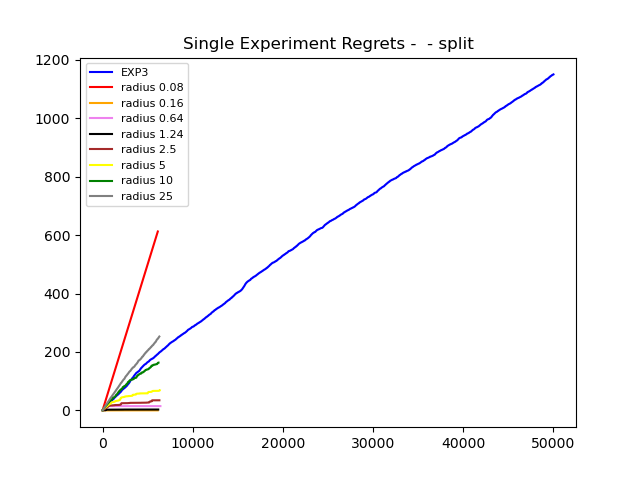 Single Experiment Regrets -  - split
1200
1000
800
600
400
200
0
EXP3
radius 0.08
radius 0.16
radius 0.64
radius 1.24
radius 2.5
radius 5
radius 10
radius 25
0 10000 20000 30000 40000 50000